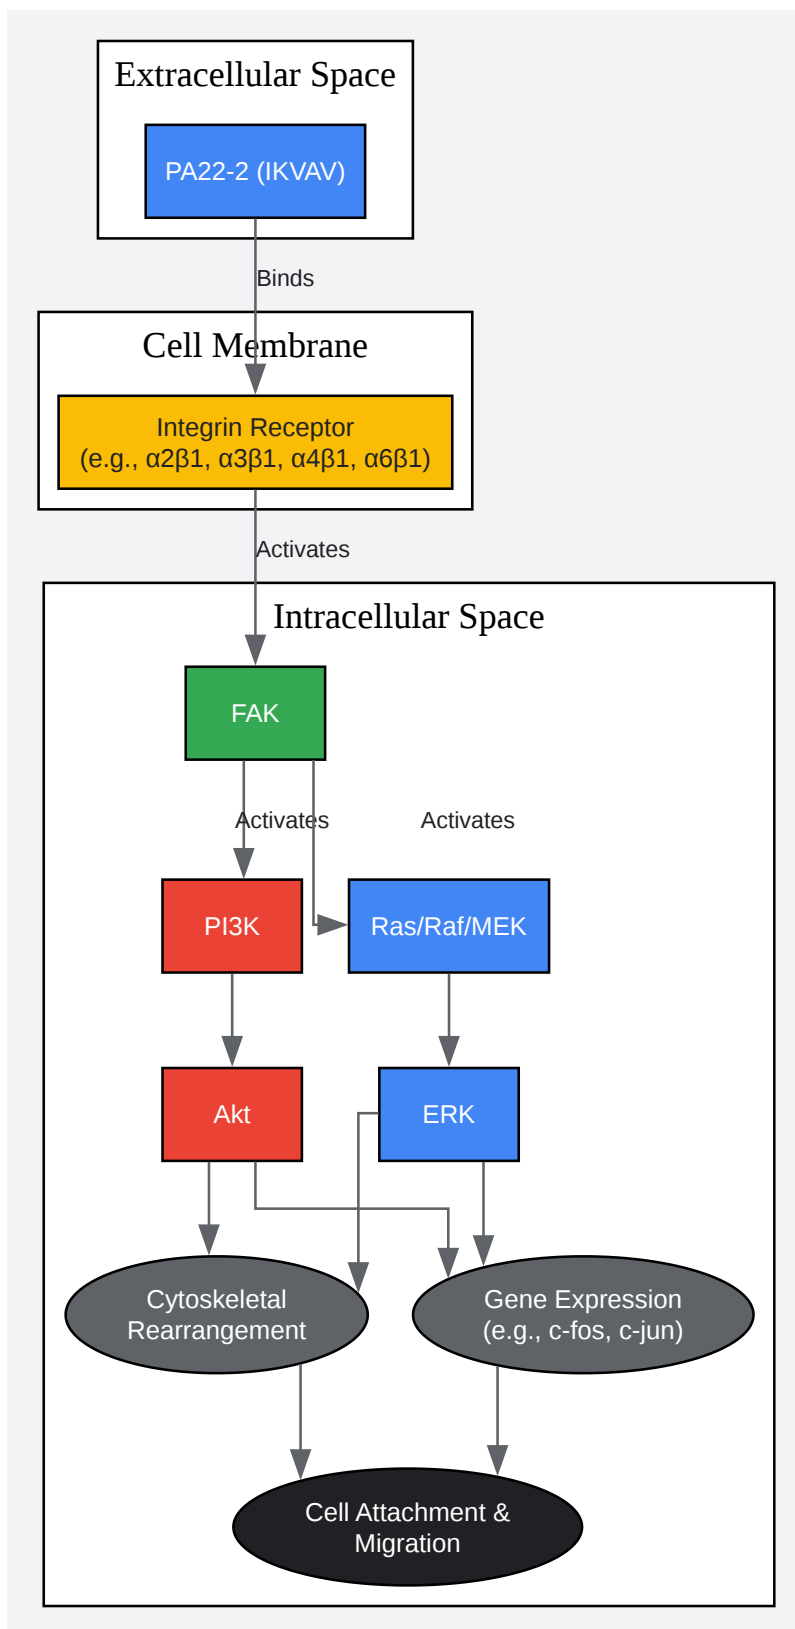 Extracellular Space
PA22-2 (IKVAV)
Binds
Cell Membrane
Integrin Receptor
(e.g., α2β1, α3β1, α4β1, α6β1)
Activates
Intracellular Space
FAK
Activates
Activates
PI3K
Ras/Raf/MEK
Akt
ERK
Cytoskeletal
Rearrangement
Gene Expression
(e.g., c-fos, c-jun)
Cell Attachment &
Migration